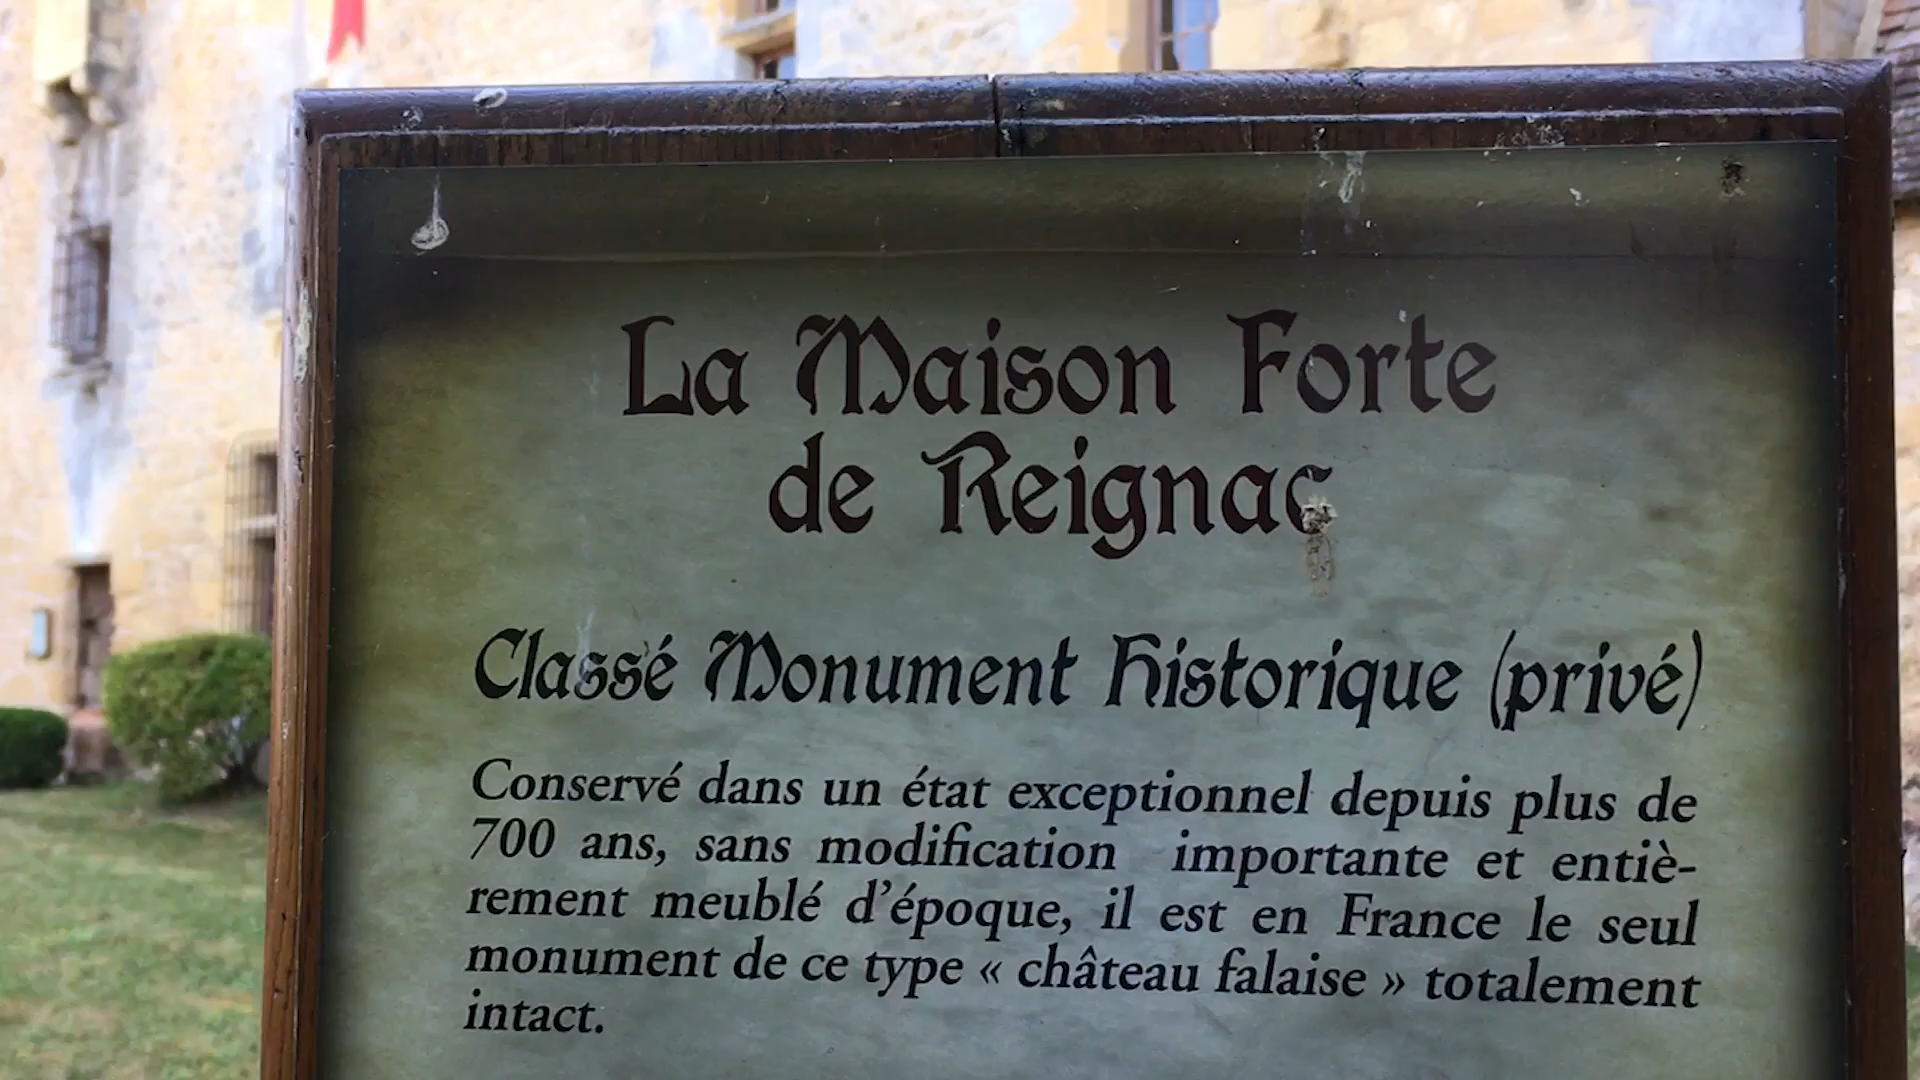 La Maison Forte
de Reignac
Classé Monument Historique (privé)
Conservé dans un état exceptionnel depuis plus de
700 ans, sans modification importante et entiè-
rement meublé d'époque, il est en France le seul
monument de ce type « château falaise » totalement
intact.